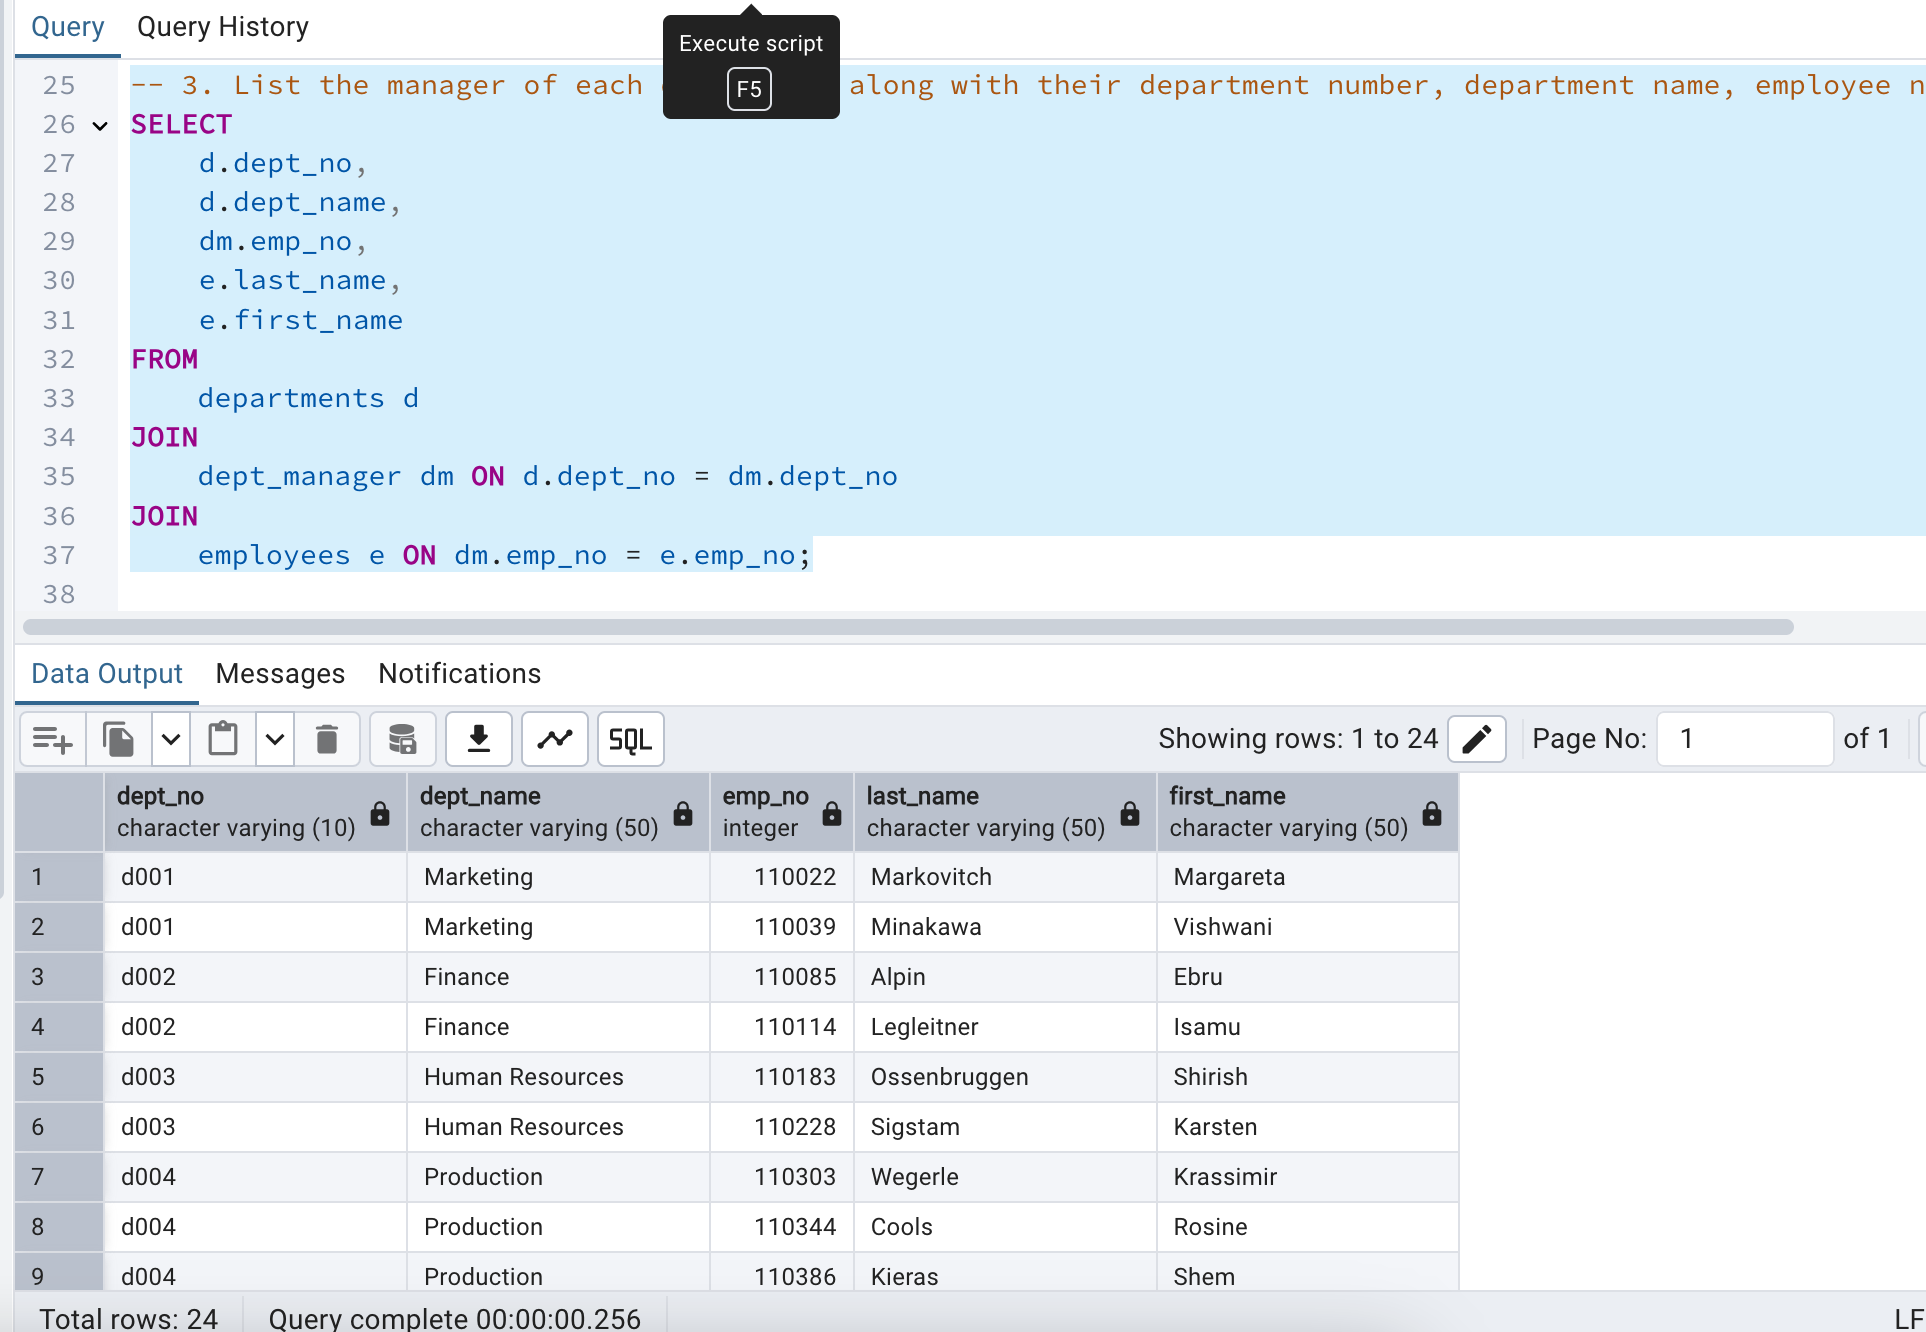 Query Query History
Execute script
F5
25 -- 3. List the manager of each along with their department number, department name, employee n
26 SELECT
27 d.dept_no,
28 d.dept_name,
29 dm.emp_no,
30 e.last_name,
31 e.first_name
32 FROM
33 departments d
34 JOIN
35 dept_manager dm ON d.dept_no = dm.dept_no
36 JOIN
37 employees e ON dm.emp_no = e.emp_no;
38
Data Output Messages Notifications
SQL Showing rows: 1 to 24 Page No: 1 of 1
dept_no dept_name emp_no last_name first_name
character varying (10) character varying (50) integer character varying (50) character varying (50)
1 d001 Marketing 110022 Markovitch Margareta
2 d001 Marketing 110039 Minakawa Vishwani
3 d002 Finance 110085 Alpin Ebru
4 d002 Finance 110114 Legleitner Isamu
5 d003 Human Resources 110183 Ossenbruggen Shirish
6 d003 Human Resources 110228 Sigstam Karsten
7 d004 Production 110303 Wegerle Krassimir
8 d004 Production 110344 Cools Rosine
9 d004 Production 110386 Kieras Shem
Total rows: 24 Query complete 00:00:00.256 LF